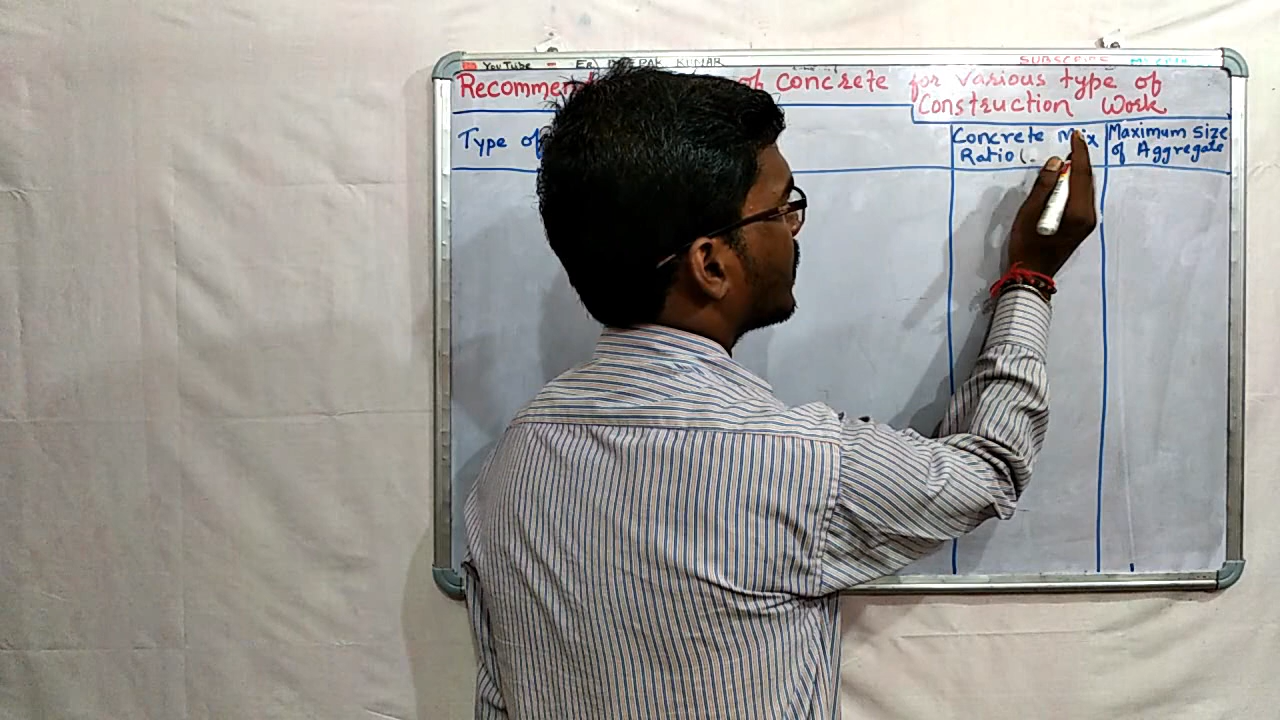 YouTube - Er) DEEPAK KUMAR SUBSCRIBE
Recommen of Concrete for Various type of
Construction Work
Type of
Concrete Mix
Ratio (.
Maximum Size
of Aggregate